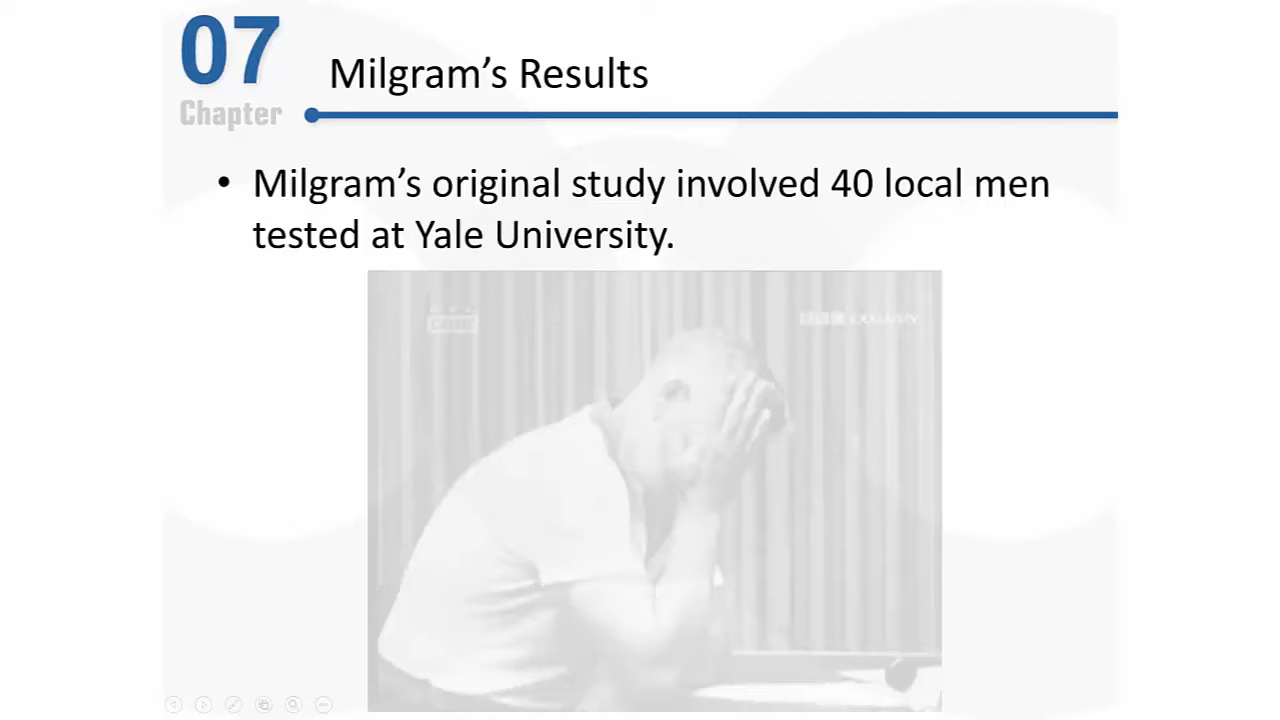 07
Chapter
Milgram's Results
• Milgram's original study involved 40 local men
tested at Yale University.